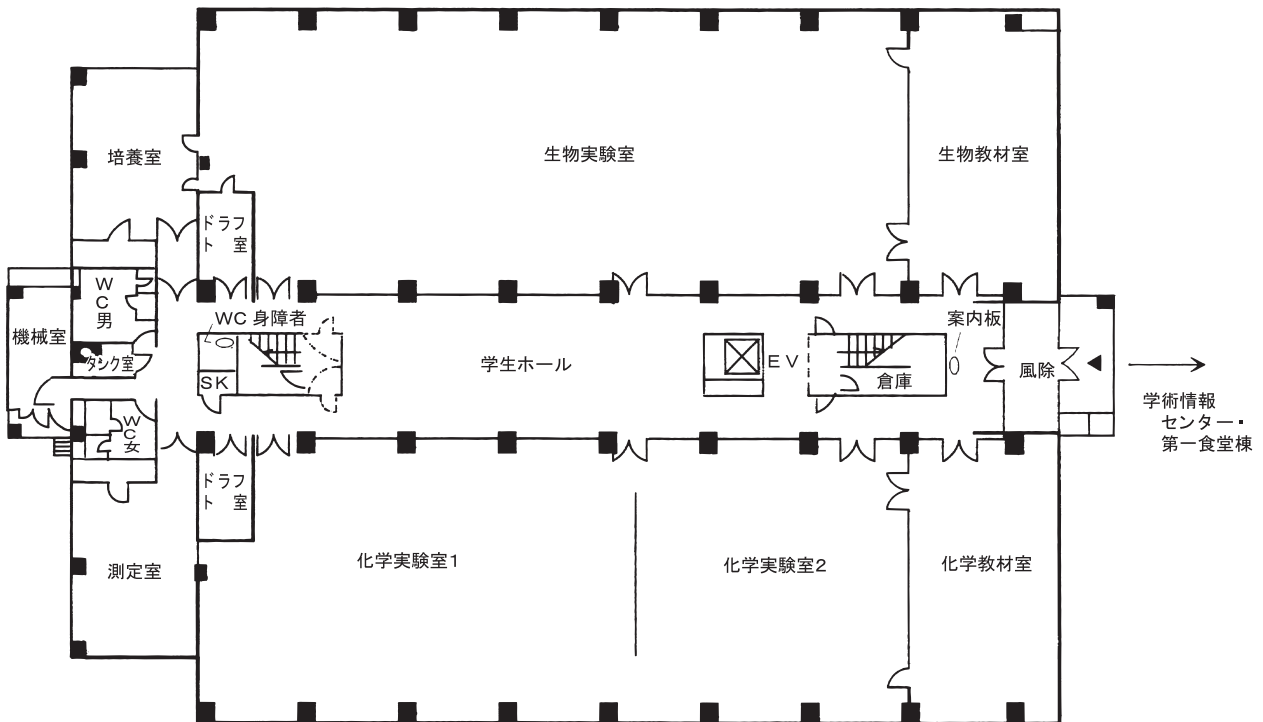 培養室
生物実験室
生物教材室
ドラフ
ト 室
WC男
機械室
タンク室
WC 身障者
SK
学生ホール
EV
倉庫
案内板
風除
学術情報
センター・
第一食堂棟
WC女
ドラフ
ト 室
測定室
化学実験室1
化学実験室2
化学教材室